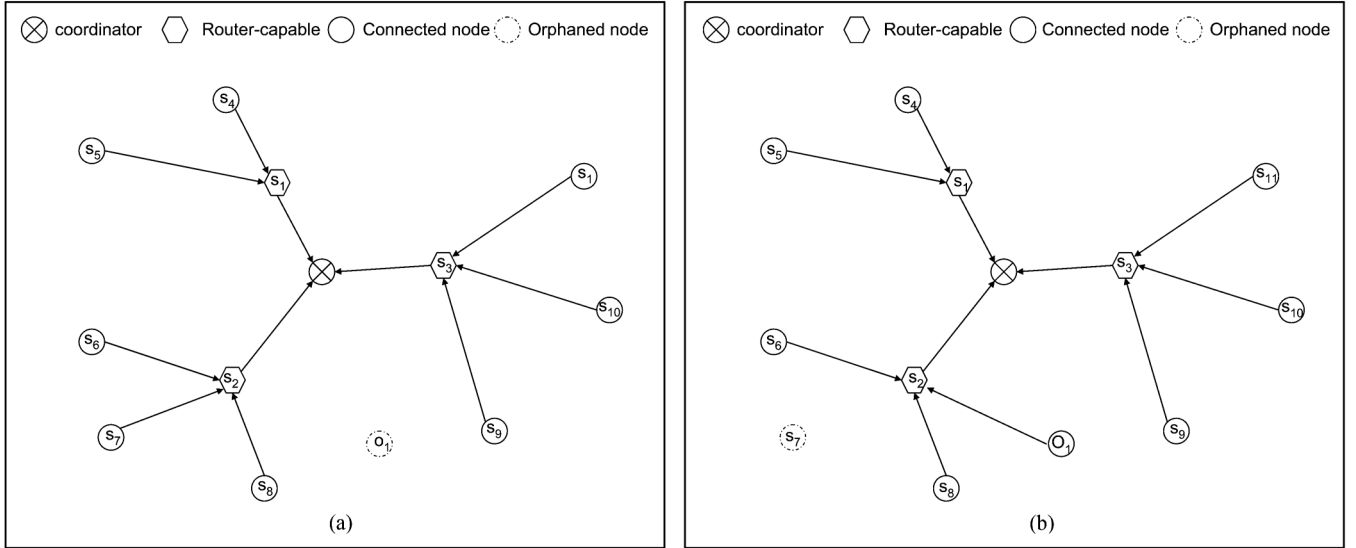 coordinator Router-capable Connected node Orphaned node
s4
s5
s1
s1
s3
s10
s6
s2
s7
o1
s9
s8
(a)
coordinator Router-capable Connected node Orphaned node
s4
s5
s1
s11
s3
s10
s6
s2
s7
O1
s9
s8
(b)